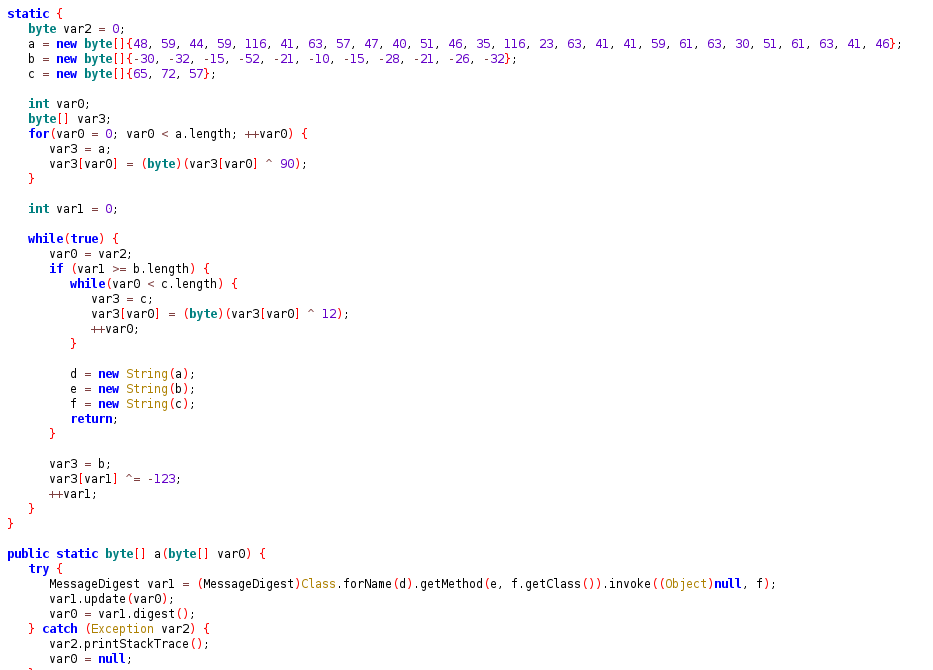 static {
byte var2 = 0;
a = new byte[]{48, 59, 44, 59, 116, 41, 63, 57, 47, 40, 51, 46, 35, 116, 23, 63, 41, 41, 59, 61, 63, 30, 51, 61, 63, 41, 46};
b = new byte[]{-30, -32, -15, -52, -21, -10, -15, -28, -21, -26, -32};
c = new byte[]{65, 72, 57};
int var0;
byte[] var3;
for(var0 = 0; var0 < a.length; ++var0) {
var3 = a;
var3[var0] = (byte)(var3[var0] ^ 90);
}
int var1 = 0;
while(true) {
var0 = var2;
if (var1 >= b.length) {
while(var0 < c.length) {
var3 = c;
var3[var0] = (byte)(var3[var0] ^ 12);
++var0;
}
d = new String(a);
e = new String(b);
f = new String(c);
return;
}
var3 = b;
var3[var1] ^= -123;
++var1;
}
}
public static byte[] a(byte[] var0) {
try {
MessageDigest var1 = (MessageDigest)Class.forName(d).getMethod(e, f.getClass()).invoke((Object)null, f);
var1.update(var0);
var0 = var1.digest();
} catch (Exception var2) {
var2.printStackTrace();
var0 = null;
}